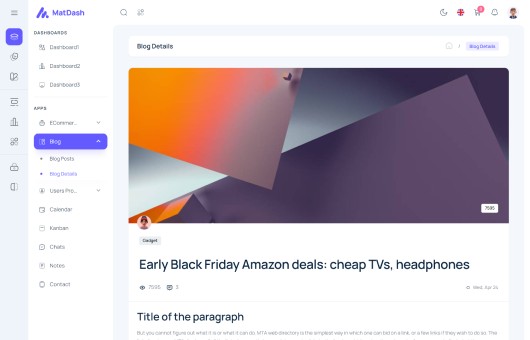 MatDash
6
DASHBOARDS
Dashboard1
Dashboard2
Dashboard3
APPS
ECommer...
Blog
Blog Posts
Blog Details
Users Pro...
Calendar
Kanban
Chats
Notes
Contact
Blog Details
/ Blog Details
7595
Gadget
Early Black Friday Amazon deals: cheap TVs, headphones
7595 3
Wed, Apr 24
Title of the paragraph
But you cannot figure out what it is or what it can do. MTA web directory is the simplest way in which one can bid on a link, or a few links if they wish to do so. The